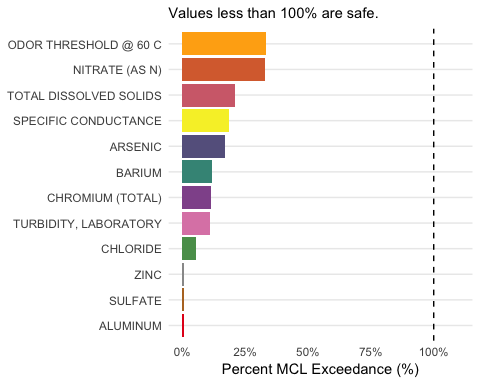 Values less than 100% are safe.
ODOR THRESHOLD @ 60 C
NITRATE (AS N)
TOTAL DISSOLVED SOLIDS
SPECIFIC CONDUCTANCE
ARSENIC
BARIUM
CHROMIUM (TOTAL)
TURBIDITY, LABORATORY
CHLORIDE
ZINC
SULFATE
ALUMINUM
0% 25% 50% 75% 100%
Percent MCL Exceedance (%)